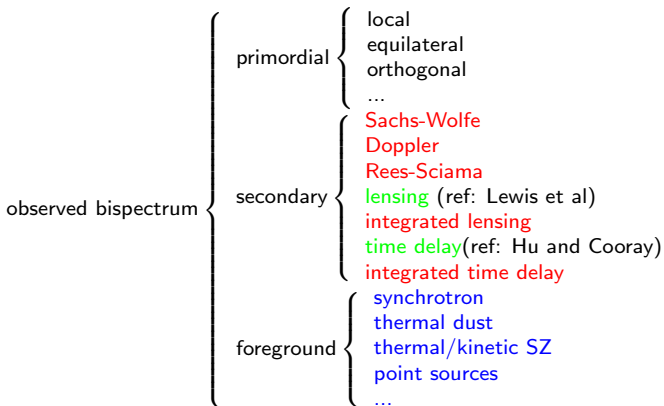 observed bispectrum
primordial
local
equilateral
orthogonal
...
secondary
Sachs-Wolfe
Doppler
Rees-Sciama
lensing (ref: Lewis et al)
integrated lensing
time delay(ref: Hu and Cooray)
integrated time delay
foreground
synchrotron
thermal dust
thermal/kinetic SZ
point sources
...